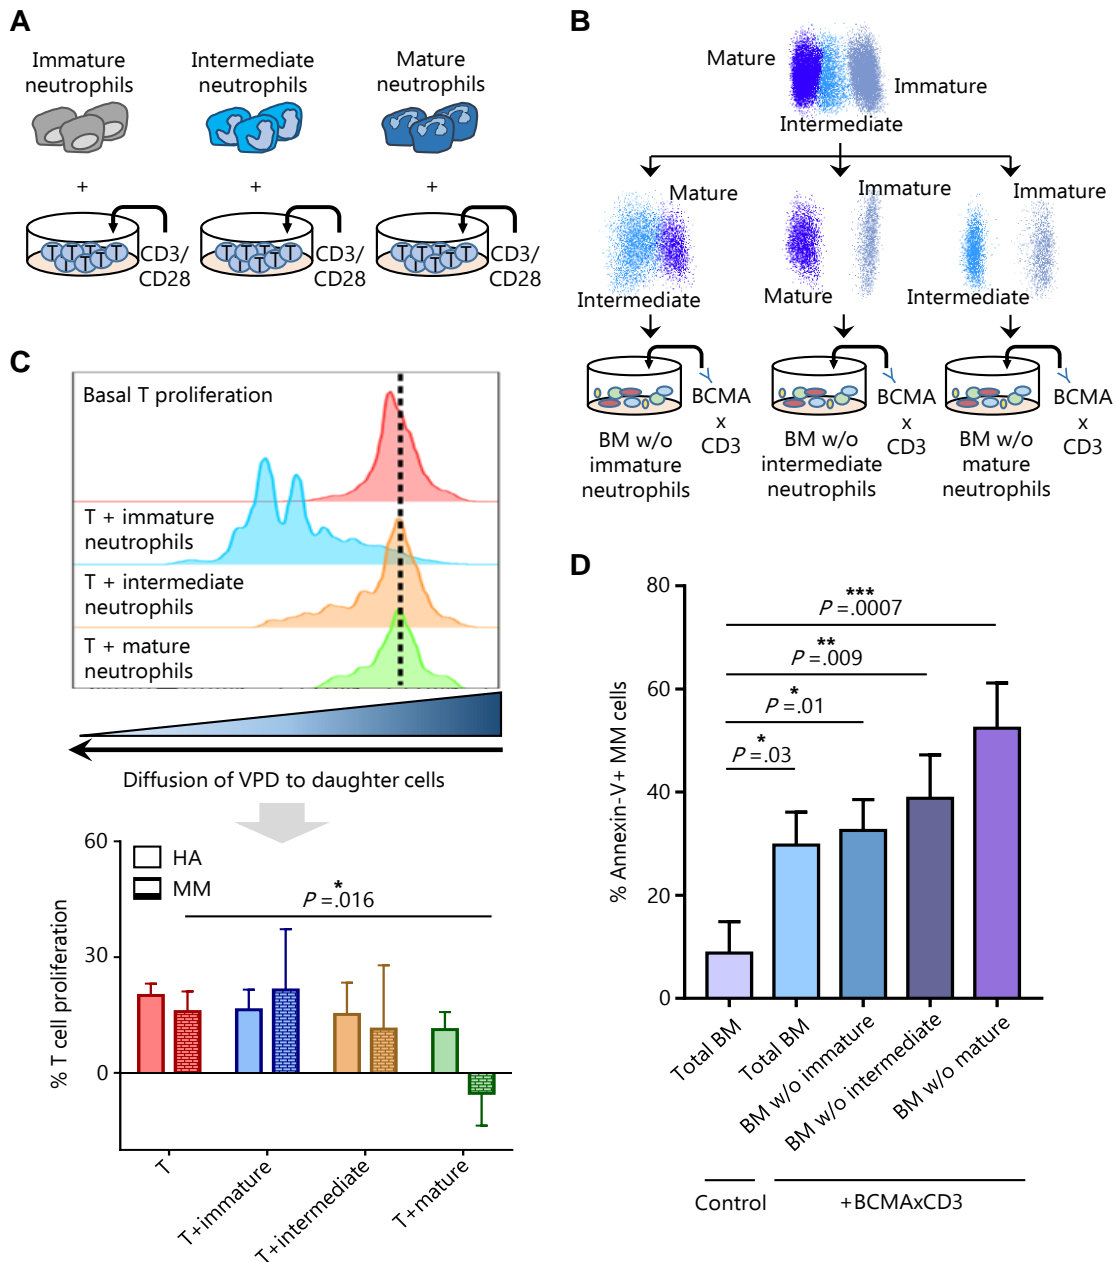 A
Immature
neutrophils
Intermediate
neutrophils
Mature
neutrophils
+
+
+
T T T T T
T T T
CD3/
CD28
T T T T T
T T T
CD3/
CD28
T T T T T
T T T
CD3/
CD28
B
Mature
Immature
Intermediate
Mature
Intermediate
Immature
Mature
Immature
Intermediate
BCMA
x
CD3
BM w/o
immature
neutrophils
BCMA
x
CD3
BM w/o
intermediate
neutrophils
BCMA
x
CD3
BM w/o
mature
neutrophils
C
Basal T proliferation
T + immature
neutrophils
T + intermediate
neutrophils
T + mature
neutrophils
Diffusion of VPD to daughter cells
% T cell proliferation
60
30
0
HA
MM
*
P =.016
T
T+immature
T+intermediate
T+mature
D
% Annexin-V+ MM cells
80
60
40
20
0
***
P =.0007
**
P =.009
*
P =.01
*
P =.03
Total BM
Total BM
BM w/o immature
BM w/o intermediate
BM w/o mature
Control
+BCMAxCD3